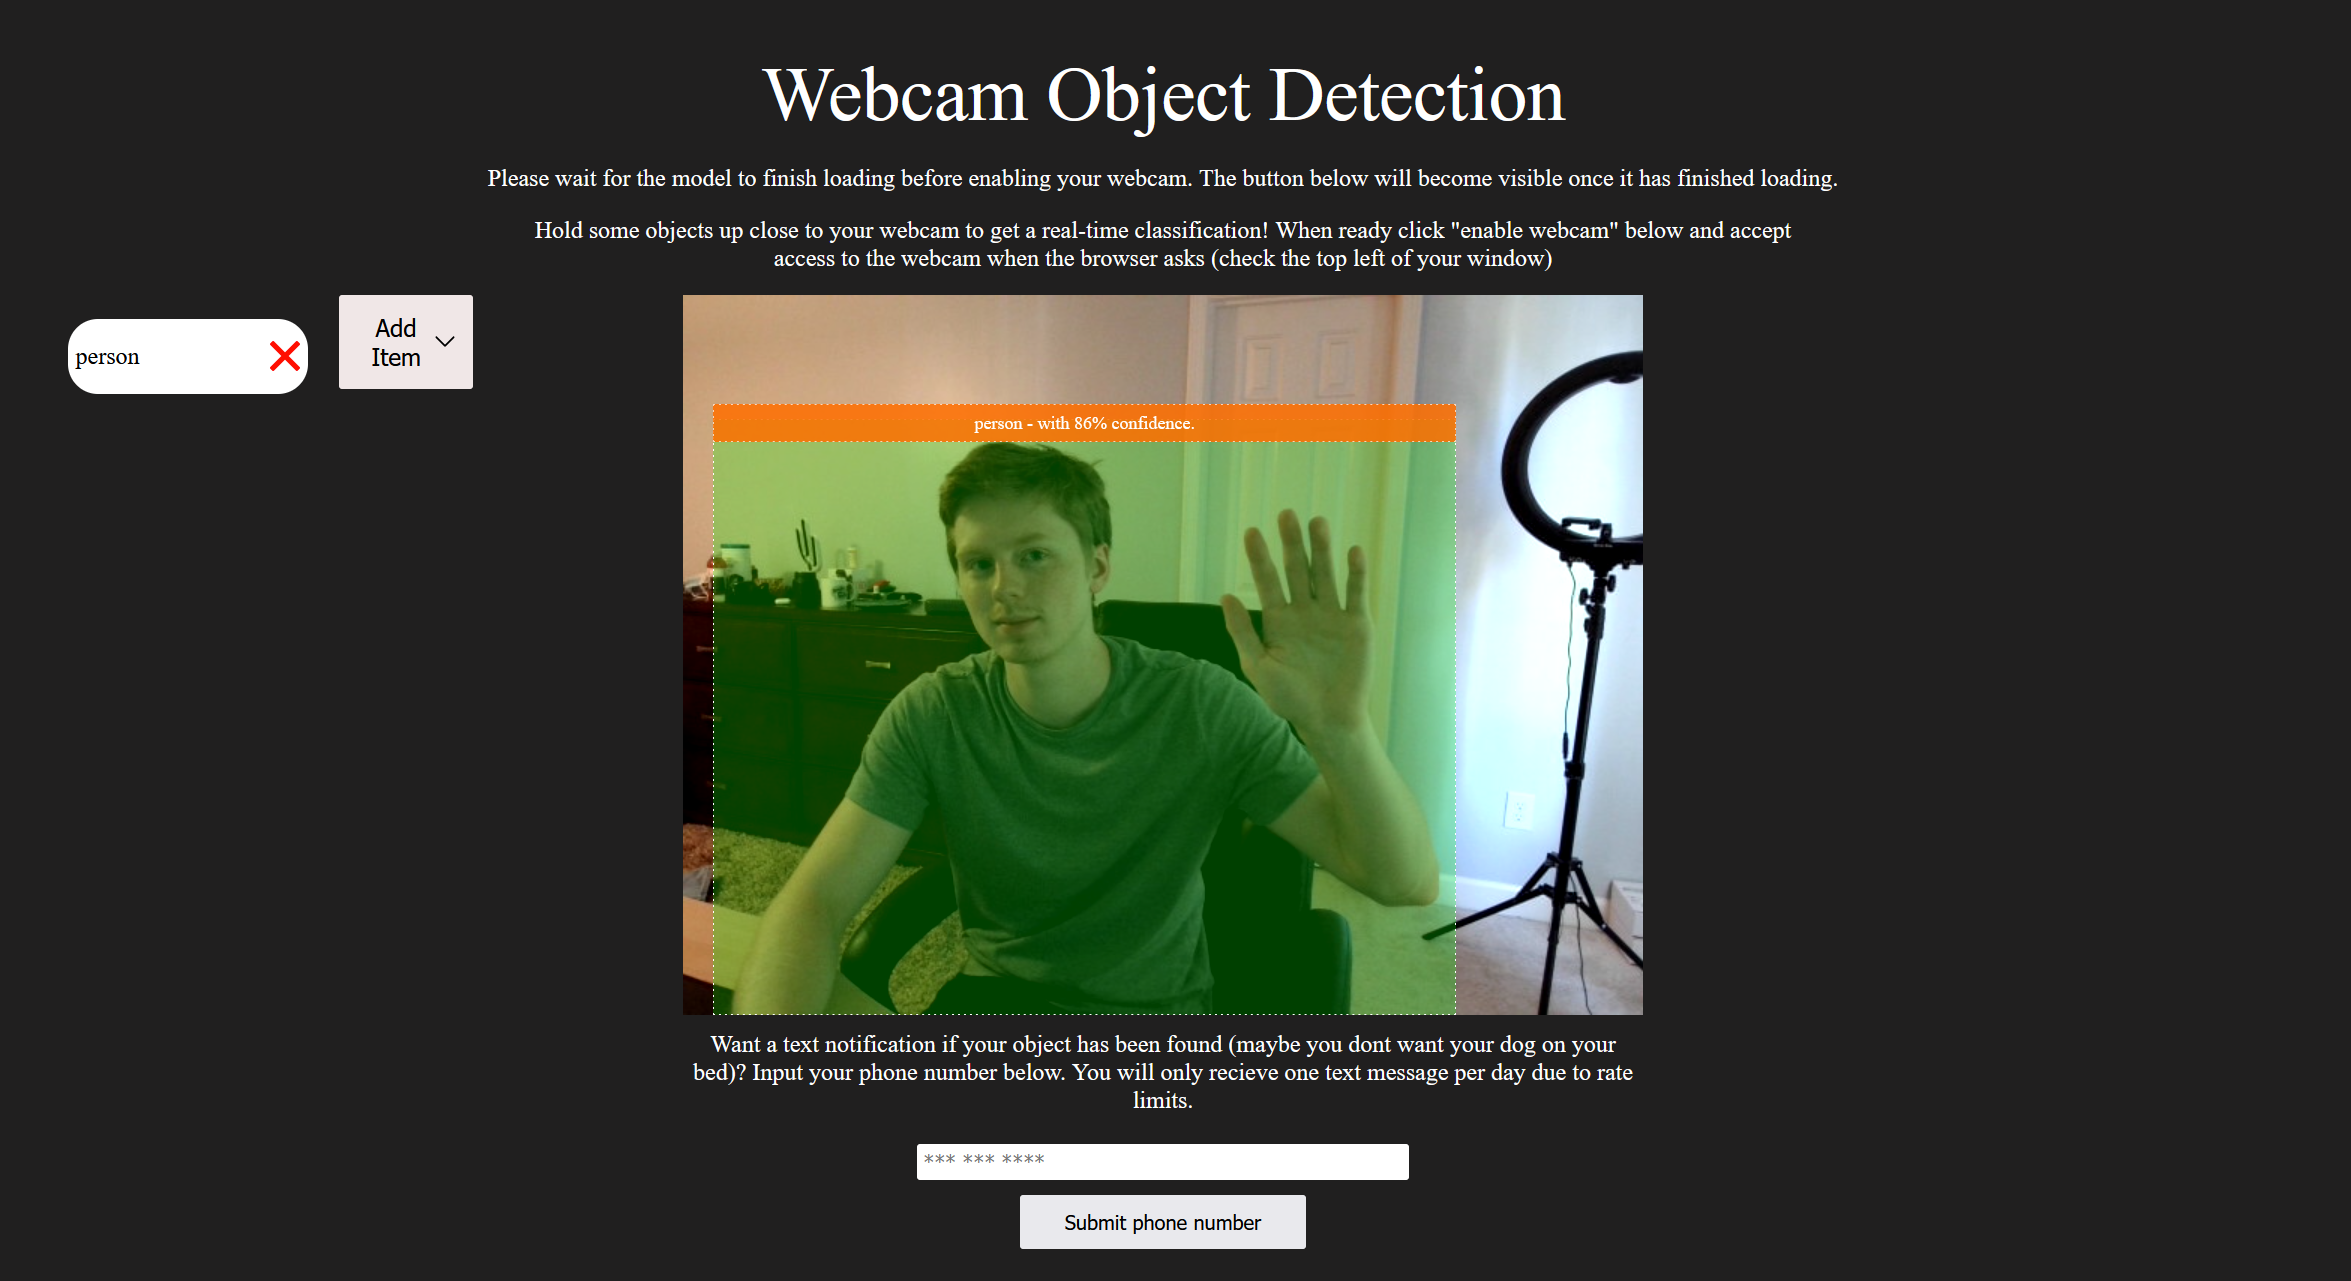 Webcam Object Detection
Please wait for the model to finish loading before enabling your webcam. The button below will become visible once it has finished loading.
Hold some objects up close to your webcam to get a real-time classification! When ready click "enable webcam" below and accept
access to the webcam when the browser asks (check the top left of your window)
person
Add
Item
person - with 86% confidence.
Want a text notification if your object has been found (maybe you dont want your dog on your
bed)? Input your phone number below. You will only recieve one text message per day due to rate
limits.
*** *** ****
Submit phone number